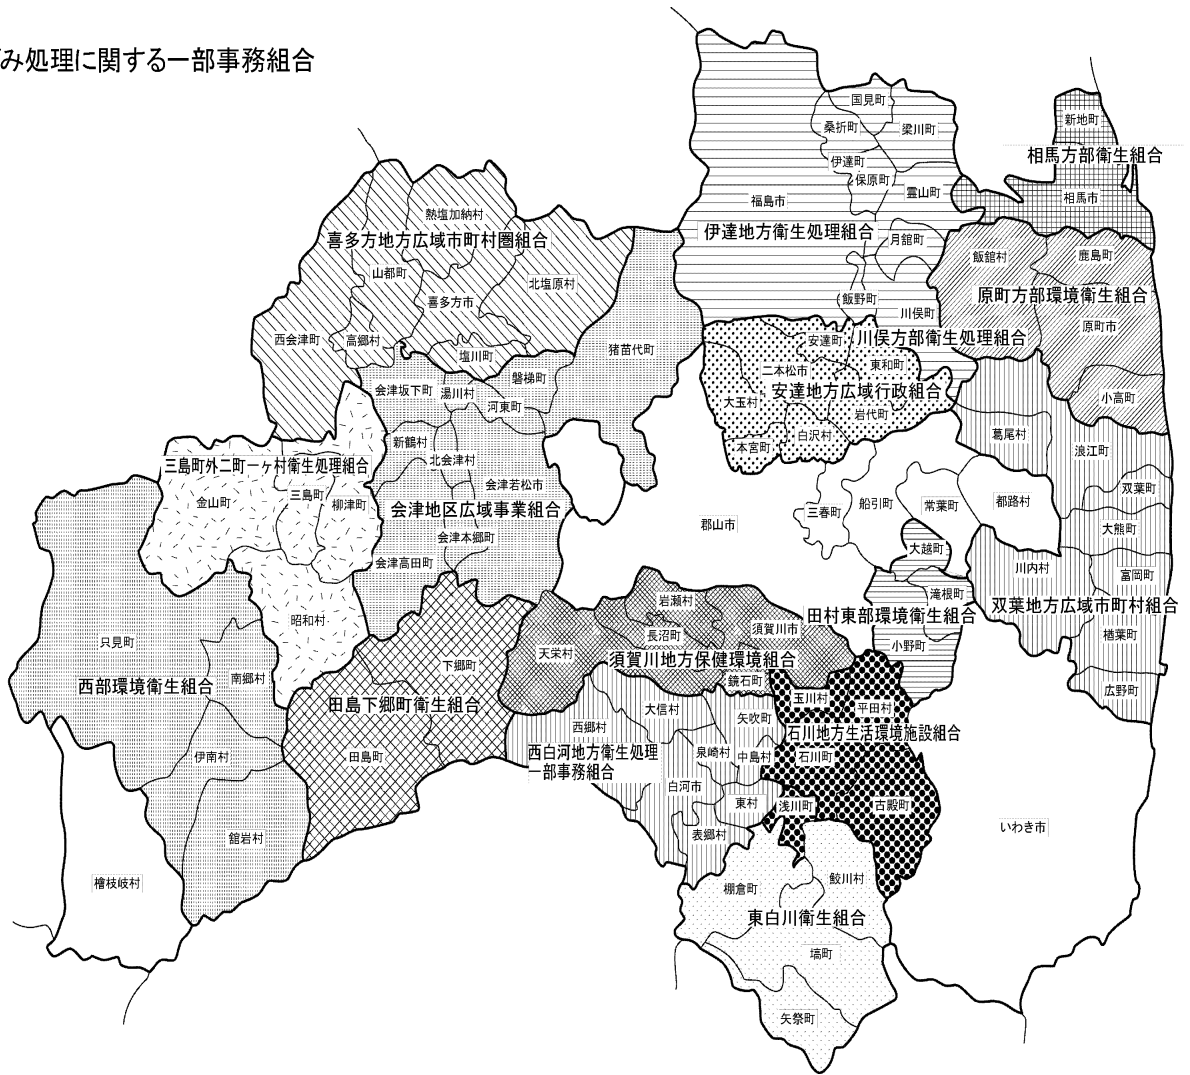 み処理に関する一部事務組合
国見町
桑折町
梁川町
新地町
伊達町
相馬方部衛生組合
保原町
霊山町
福島市
相馬市
熱塩加納村
喜多方地方広域市町村圏組合
伊達地方衛生処理組合
月舘町
飯舘村
鹿島町
山都町
北塩原村
喜多方市
飯野町
原町方部環境衛生組合
川俣町
原町市
西会津町
高郷村
塩川町
猪苗代町
安達町
川俣方部衛生処理組合
東和町
二本松市
磐梯町
会津坂下町
湯川村
河東町
大玉村
安達地方広域行政組合
小高町
岩代町
新鶴村
本宮町
白沢村
葛尾村
浪江町
北会津村
三島町外二町一ヶ村衛生処理組合
会津若松市
双葉町
金山町
三島町
柳津町
都路村
常葉町
船引町
三春町
会津地区広域事業組合
郡山市
大熊町
会津本郷町
大越町
会津高田町
川内村
富岡町
滝根町
岩瀬村
双葉地方広域市町村組合
昭和村
田村東部環境衛生組合
須賀川市
長沼町
楢葉町
只見町
小野町
天栄村
須賀川地方保健環境組合
下郷町
南郷村
鏡石町
西部環境衛生組合
広野町
玉川村
田島下郷町衛生組合
平田村
大信村
矢吹町
西郷村
石川地方生活環境施設組合
西白河地方衛生処理
一部事務組合
泉崎村
中島村
石川町
伊南村
田島町
白河市
東村
浅川町
古殿町
いわき市
表郷村
舘岩村
檜枝岐村
鮫川村
棚倉町
東白川衛生組合
塙町
矢祭町